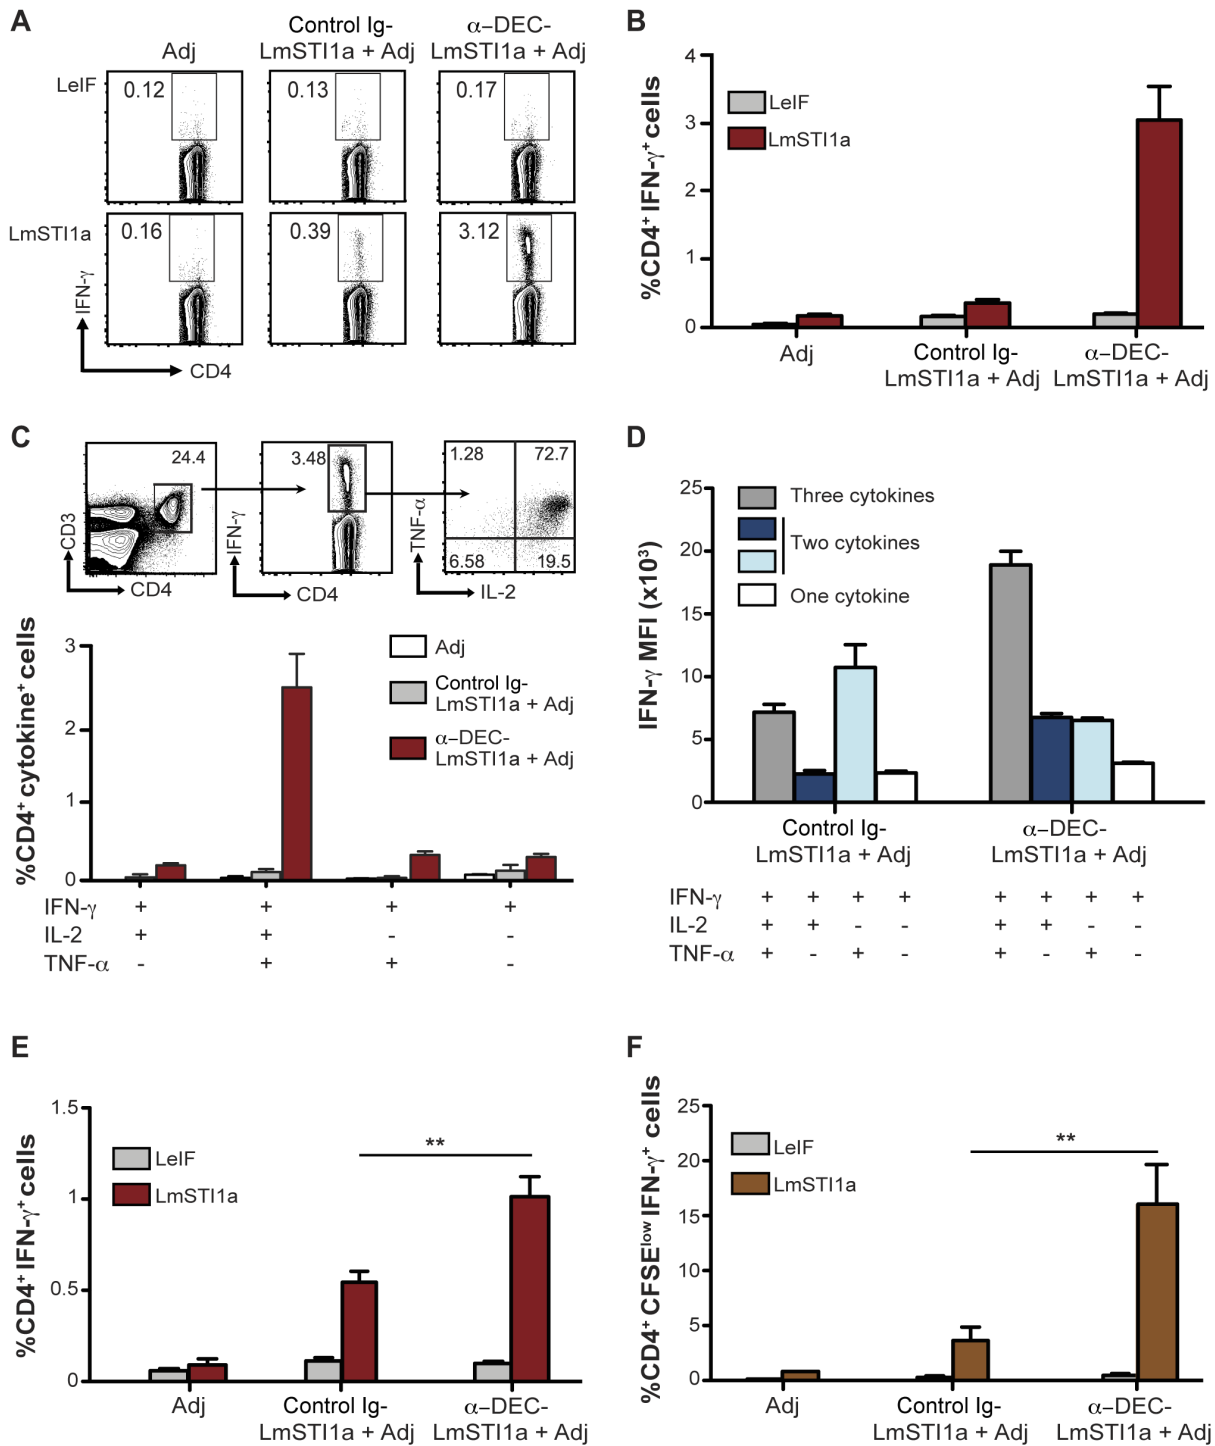 A
Adj
Control Ig-
LmSTI1a + Adj
α–DEC-
LmSTI1a + Adj
LeIF
0.12
0.13
0.17
LmSTI1a
0.16
0.39
3.12
IFN-γ
CD4
B
%CD4+ IFN-γ+ cells
4
3
2
1
0
LeIF
LmSTI1a
Adj
Control Ig-
LmSTI1a + Adj
α–DEC-
LmSTI1a + Adj
C
24.4
CD3
CD4
3.48
IFN-γ
CD4
1.28
72.7
6.58
19.5
TNF-α
IL-2
%CD4+ cytokine+ cells
3
2
1
0
Adj
Control Ig-
LmSTI1a + Adj
α–DEC-
LmSTI1a + Adj
IFN-γ + + + +
IL-2 + + - -
TNF-α - + + -
D
IFN-γ MFI (x10³)
25
20
15
10
5
0
Three cytokines
Two cytokines
One cytokine
Control Ig-
LmSTI1a + Adj
α–DEC-
LmSTI1a + Adj
IFN-γ + + + + + + + +
IL-2 + + - - + + - -
TNF-α + - + - + - + -
E
%CD4+ IFN-γ+ cells
1.5
1
0.5
0
LeIF
LmSTI1a
**
Adj
Control Ig-
LmSTI1a + Adj
α–DEC-
LmSTI1a + Adj
F
%CD4+ CFSElow IFN-γ+ cells
25
20
15
10
5
0
LeIF
LmSTI1a
**
Adj
Control Ig-
LmSTI1a + Adj
α–DEC-
LmSTI1a + Adj